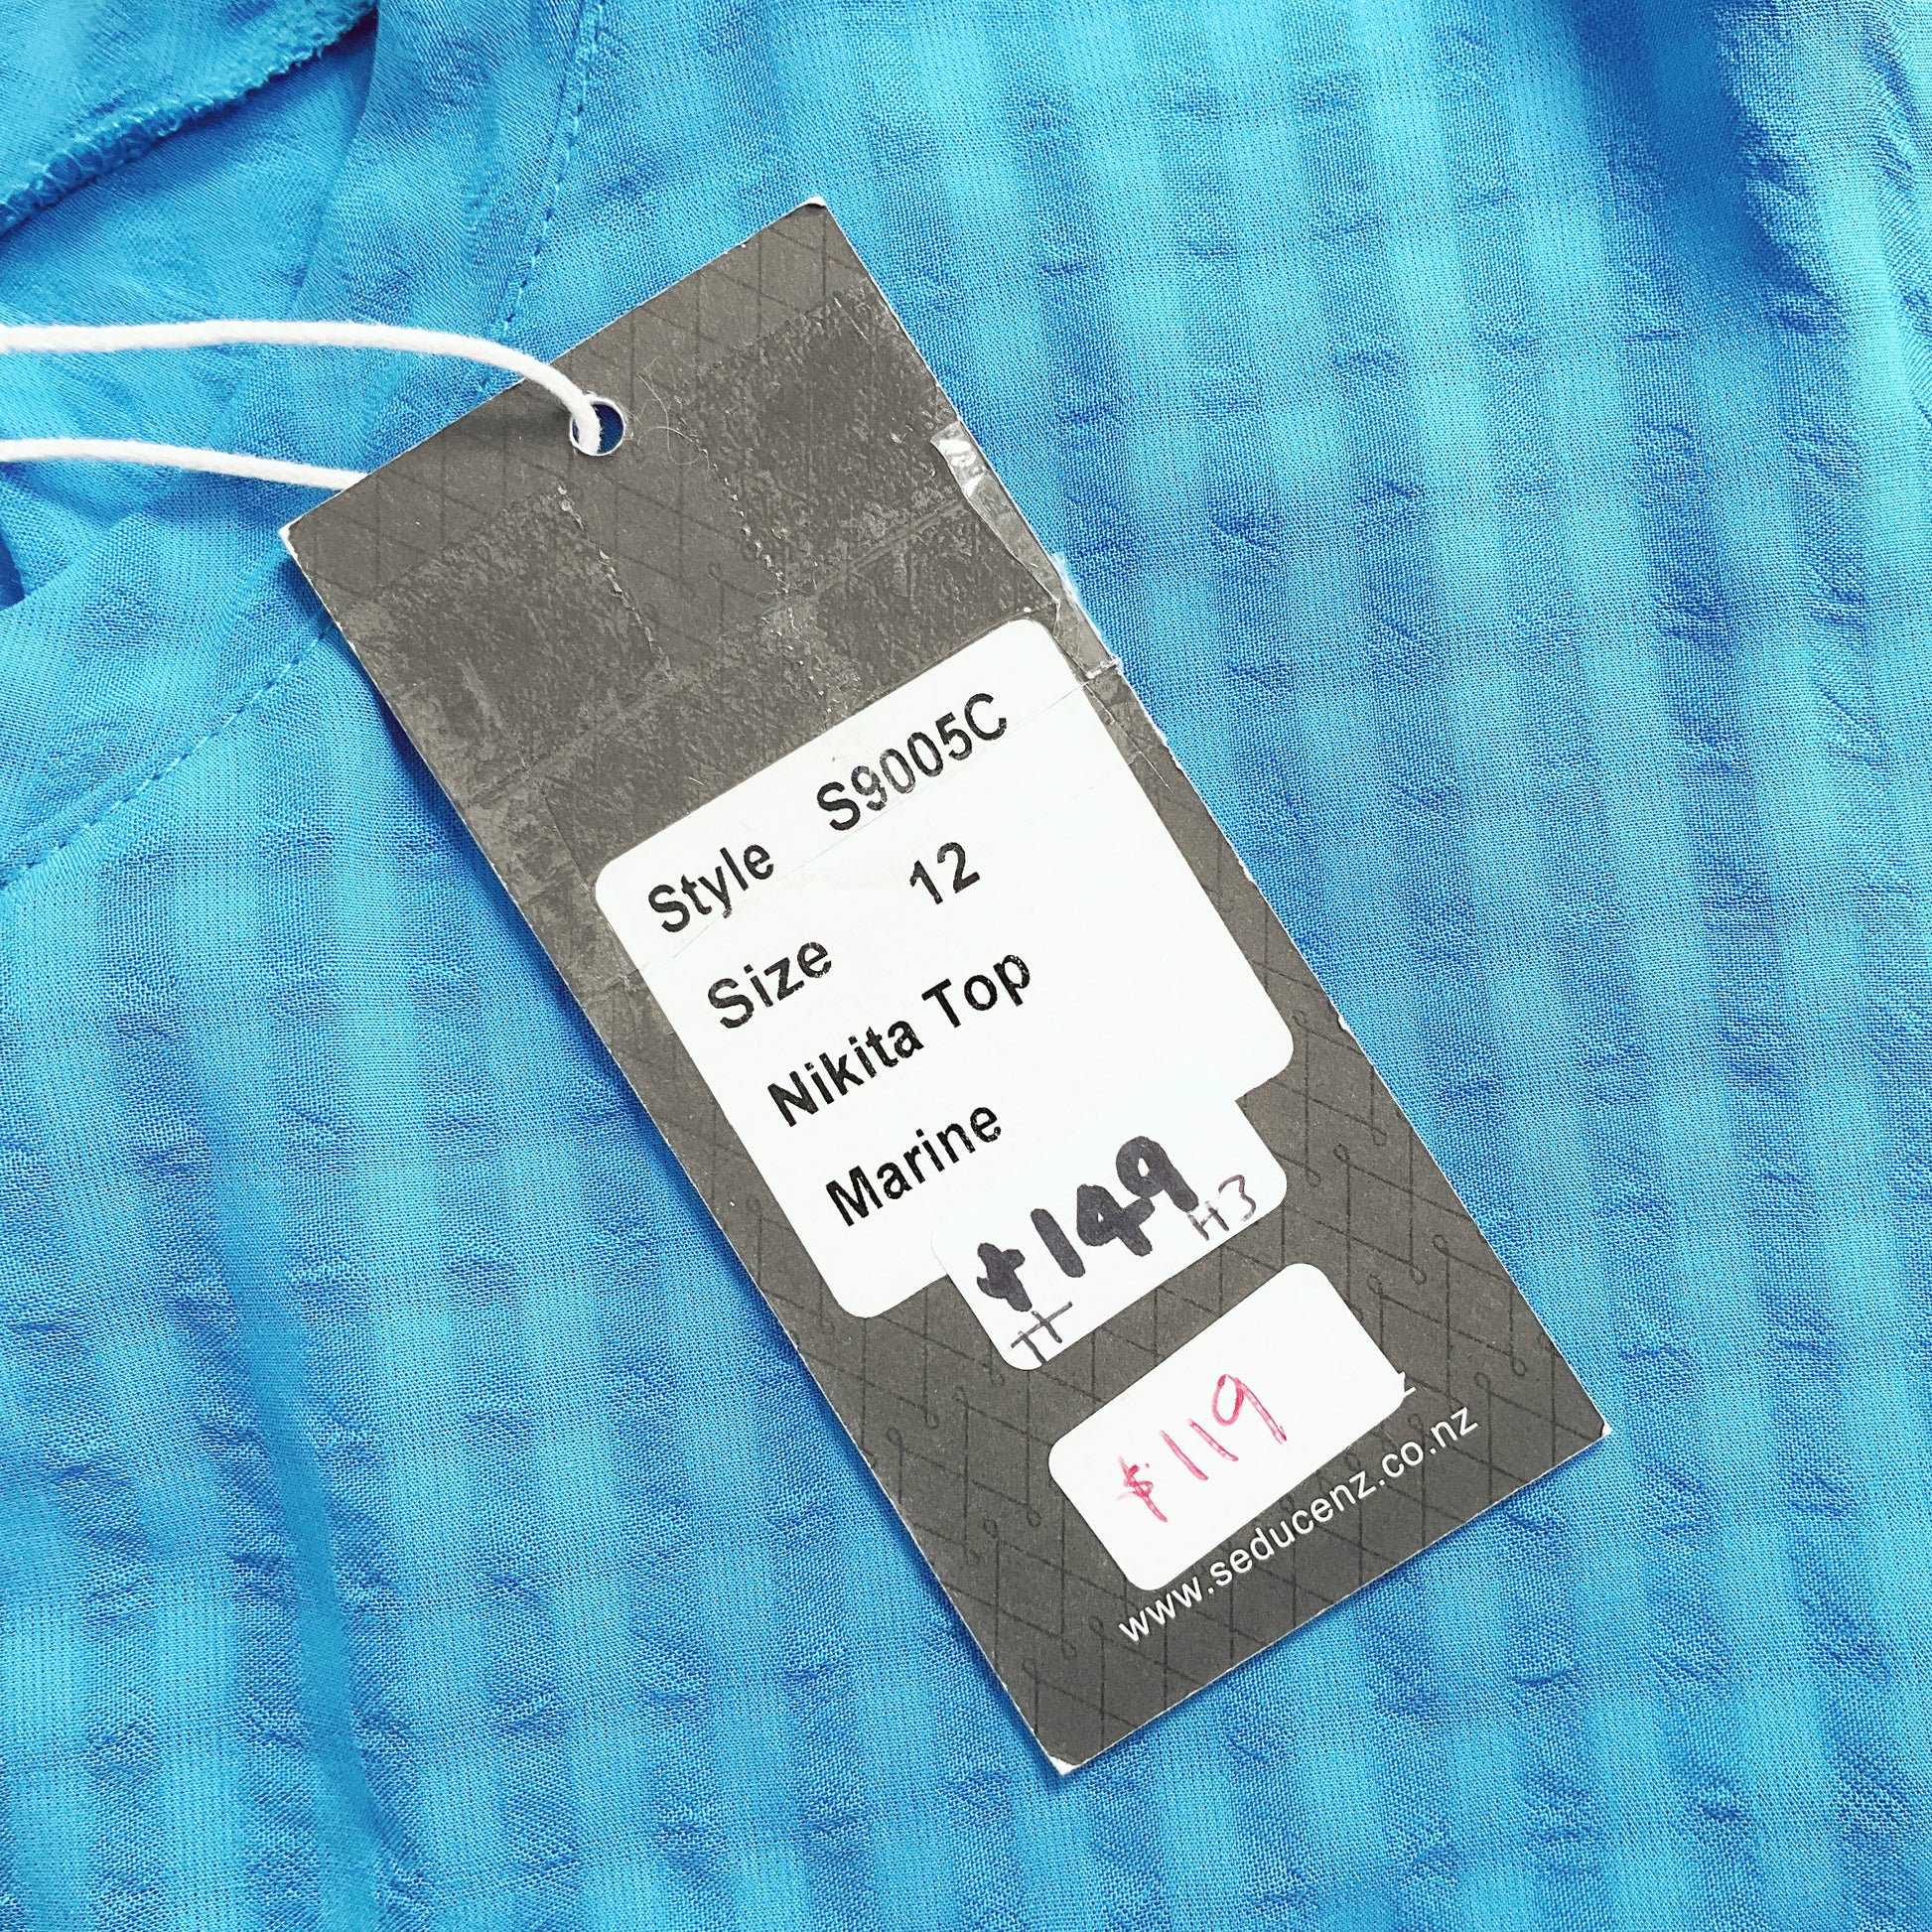 Style S9005C
Size 12
Nikita Top
Marine
$149
H3
$119
www.seducenz.co.nz